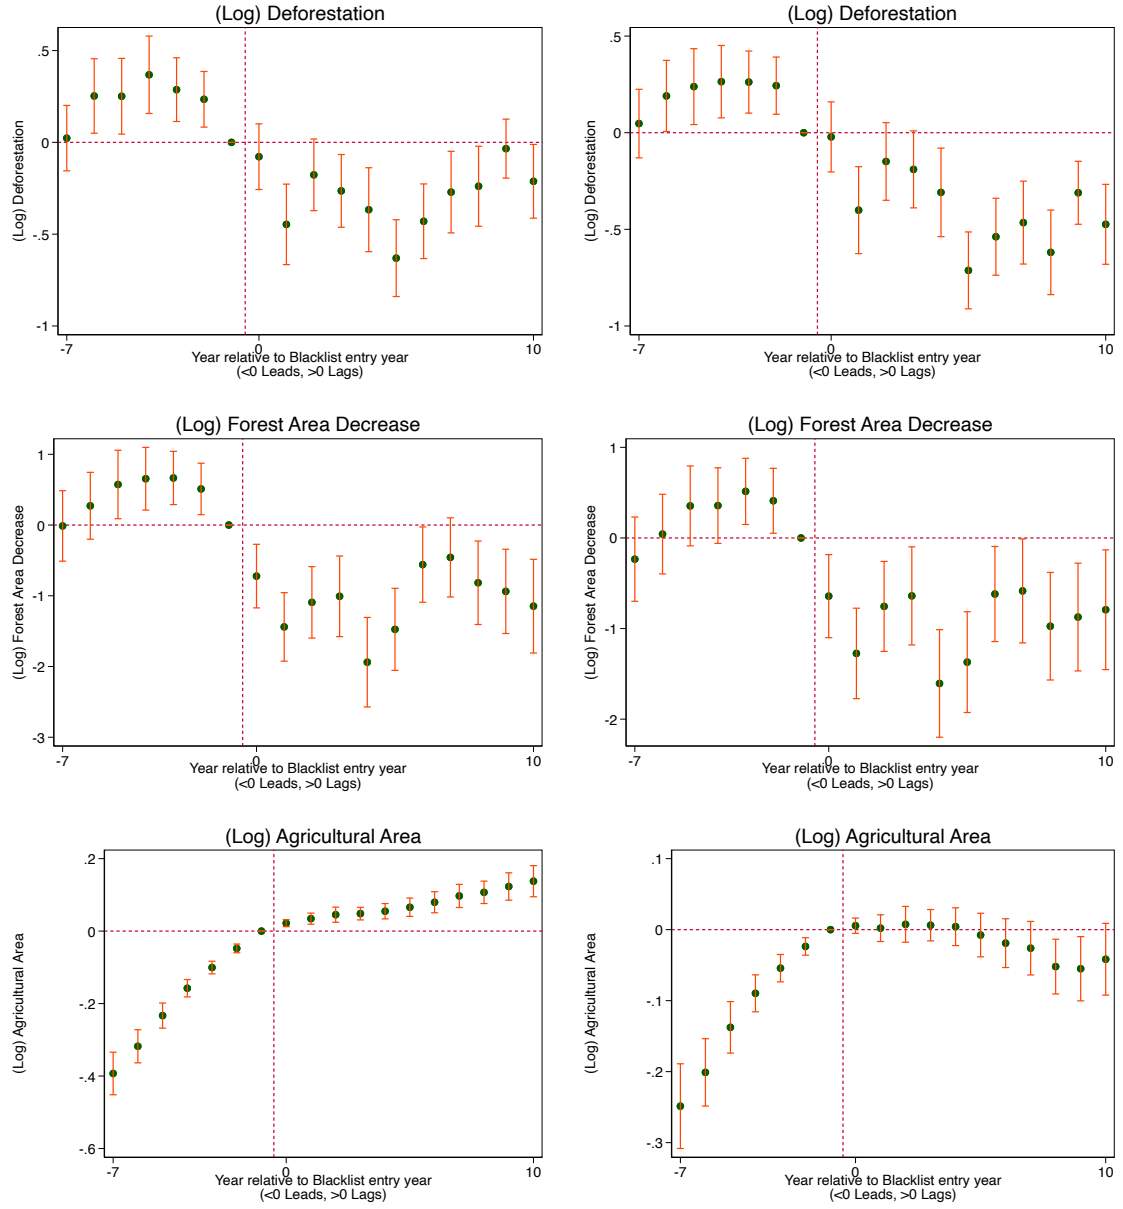 (Log) Deforestation
(Log) Deforestation
.5
0
-.5
-1
-7
0
10
Year relative to Blacklist entry year
(<0 Leads, >0 Lags)
(Log) Deforestation
(Log) Deforestation
.5
0
-.5
-1
-7
0
10
Year relative to Blacklist entry year
(<0 Leads, >0 Lags)
(Log) Forest Area Decrease
(Log) Forest Area Decrease
1
0
-1
-2
-3
-7
0
10
Year relative to Blacklist entry year
(<0 Leads, >0 Lags)
(Log) Forest Area Decrease
(Log) Forest Area Decrease
1
0
-1
-2
-7
0
10
Year relative to Blacklist entry year
(<0 Leads, >0 Lags)
(Log) Agricultural Area
(Log) Agricultural Area
.2
0
-.2
-.4
-.6
-7
0
10
Year relative to Blacklist entry year
(<0 Leads, >0 Lags)
(Log) Agricultural Area
(Log) Agricultural Area
.1
0
-.1
-.2
-.3
-7
0
10
Year relative to Blacklist entry year
(<0 Leads, >0 Lags)